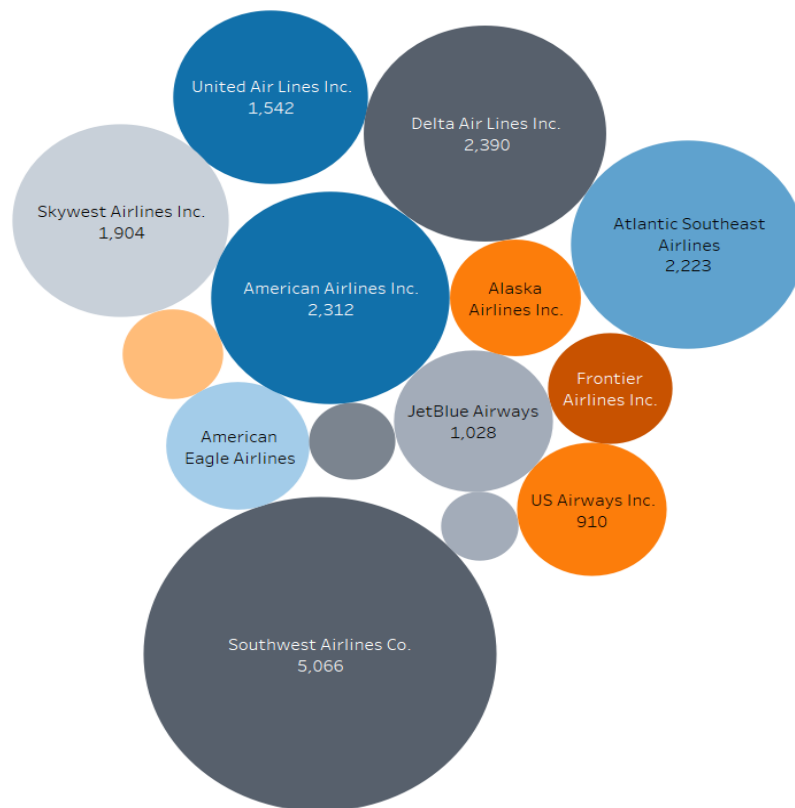 United Air Lines Inc.
1,542
Delta Air Lines Inc.
2,390
Skywest Airlines Inc.
1,904
Atlantic Southeast
Airlines
2,223
American Airlines Inc.
2,312
Alaska
Airlines Inc.
Frontier
Airlines Inc.
JetBlue Airways
1,028
American
Eagle Airlines
US Airways Inc.
910
Southwest Airlines Co.
5,066